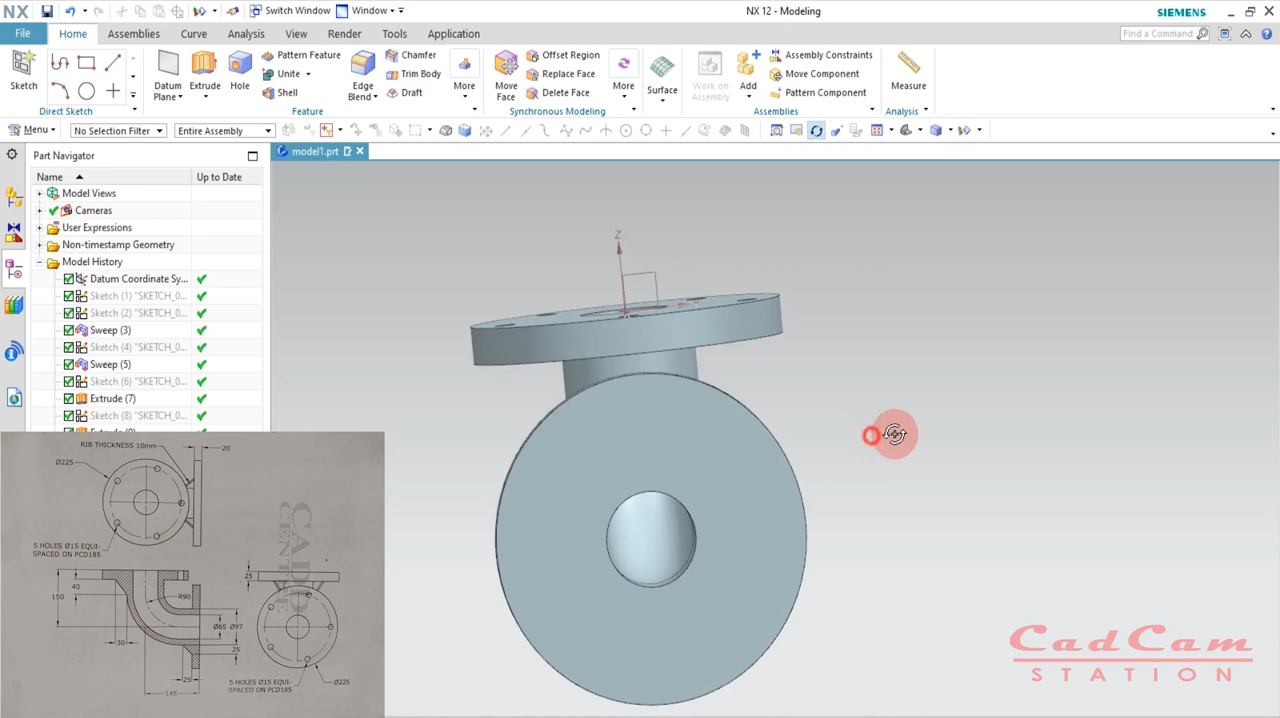 NX
Switch Window
Window
NX 12 - Modeling
SIEMENS
File
Home
Assemblies
Curve
Analysis
View
Render
Tools
Application
Find a Command
Sketch
Direct Sketch
Datum Plane
Extrude
Hole
Pattern Feature
Unite
Shell
Edge Blend
Chamfer
Trim Body
Draft
More
Feature
Move Face
Offset Region
Replace Face
Delete Face
More
Synchronous Modeling
Surface
Work on Assembly
Add
Assembly Constraints
Move Component
Pattern Component
Assemblies
Measure
Analysis
Menu
No Selection Filter
Entire Assembly
Part Navigator
model1.prt
Name
Up to Date
Model Views
Cameras
User Expressions
Non-timestamp Geometry
Model History
Datum Coordinate Sy...
Sketch (1) "SKETCH_0...
Sketch (2) "SKETCH_0...
Sweep (3)
Sketch (4) "SKETCH_0...
Sweep (5)
Sketch (6) "SKETCH_0...
Extrude (7)
Sketch (8) "SKETCH_0...
Z
RIB THICKNESS 10mm
20
Ø225
5 HOLES Ø15 EQUI-
SPACED ON PCD185
CADD
CENTRE
25
40
150
R90
Ø65
Ø97
30
25
25
145
5 HOLES Ø15 EQUI-
SPACED ON PCD185
Ø225
CadCam
STATION